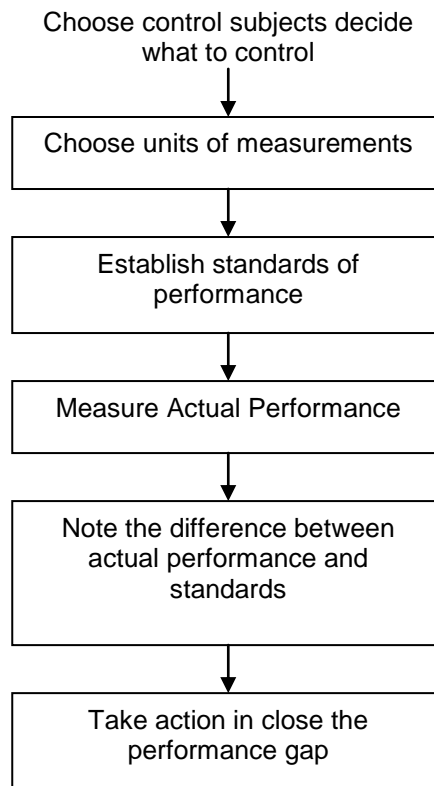 Choose control subjects decide
what to control
Choose units of measurements
Establish standards of
performance
Measure Actual Performance
Note the difference between
actual performance and
standards
Take action in close the
performance gap